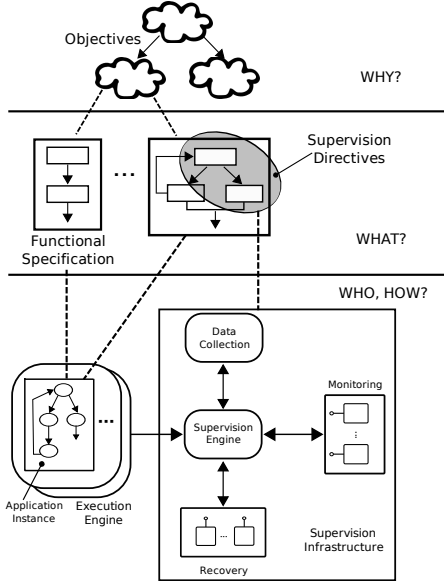 Objectives
WHY?
Supervision
Directives
...
Functional
Specification
WHAT?
WHO, HOW?
Data
Collection
Monitoring
...
Supervision
Engine
...
Application
Instance
Execution
Engine
...
Supervision
Infrastructure
Recovery